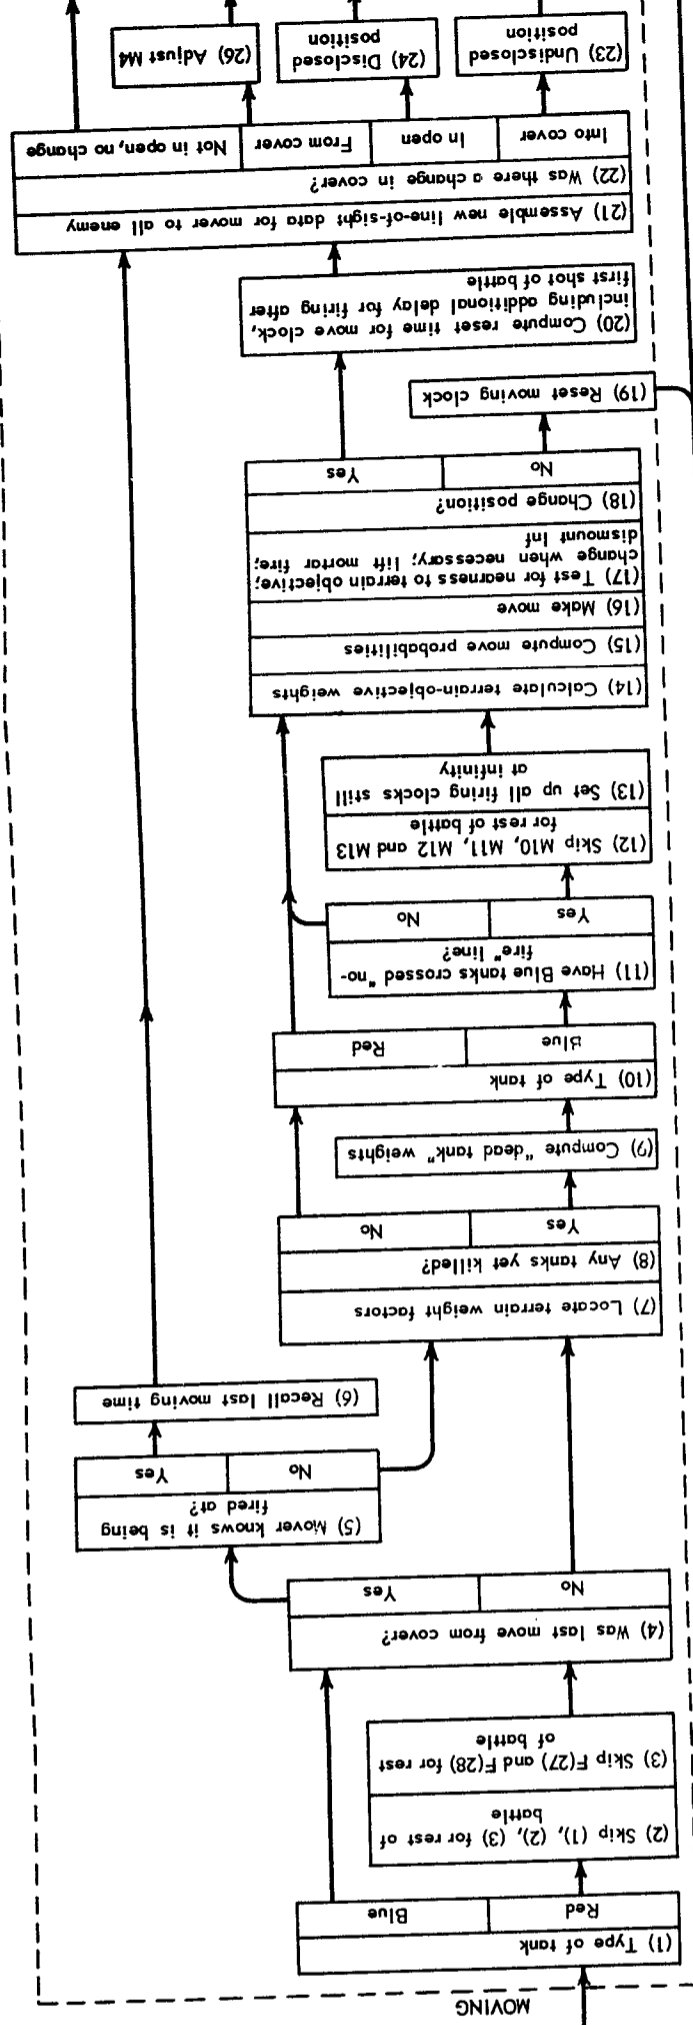 MOVING
(1) Type of tank
Red
Blue
(2) Skip (1), (2), (3) for rest of
battle
(3) Skip F(27) and F(28) for rest
of battle
(4) Was last move from cover?
No
Yes
(5) Mover knows it is being
fired at?
No
Yes
(6) Recall last moving time
(7) Locate terrain weight factors
(8) Any tanks yet killed?
Yes
No
(9) Compute "dead tank" weights
(10) Type of tank
Blue
Red
(11) Have Blue tanks crossed "no-
fire" line?
Yes
No
(12) Skip M10, M11, M12 and M13
for rest of battle
(13) Set up all firing clocks still
at infinity
(14) Calculate terrain-objective weights
(15) Compute move probabilities
(16) Make move
(17) Test for nearness to terrain objective;
change when necessary; lift mortar fire;
dismount Inf
(18) Change position?
No
Yes
(19) Reset moving clock
(20) Compute reset time for move clock,
including additional delay for firing after
first shot of battle
(21) Assemble new line-of-sight data for mover to all enemy
(22) Was there a change in cover?
Into cover
In open
From cover
Not in open, no change
(23) Undisclosed
position
(24) Disclosed
position
(26) Adjust M4